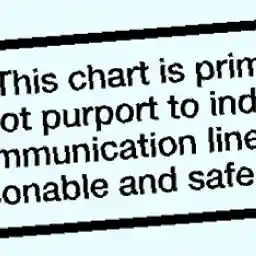 This chart is prim
ot purport to ind
mmunication line
onable and safe